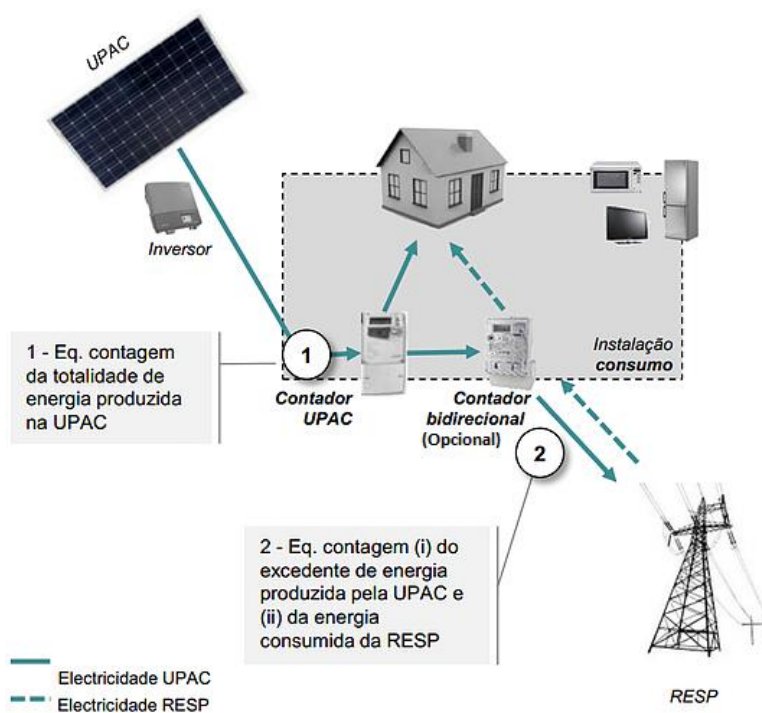 UPAC
Inversor
1 - Eq. contagem
da totalidade de
energia produzida
na UPAC
1
Contador
UPAC
Contador
bidirecional
(Opcional)
Instalação
consumo
2
2 - Eq. contagem (i) do
excedente de energia
produzida pela UPAC e
(ii) da energia
consumida da RESP
Electricidade UPAC
Electricidade RESP
RESP